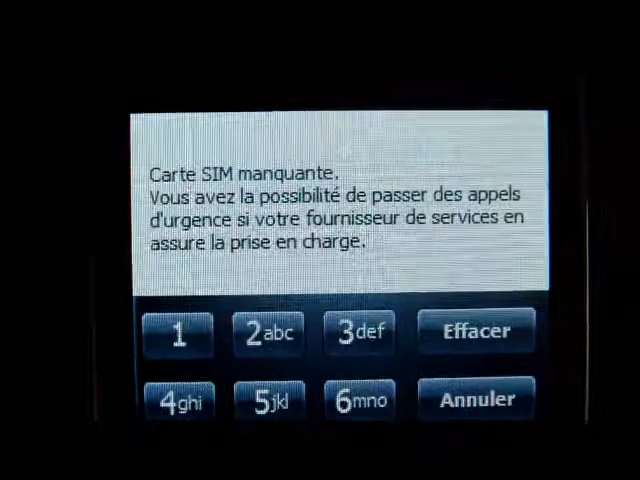 Carte SIM manquante.
Vous avez la possibilité de passer des appels
d'urgence si votre fournisseur de services en
assure la prise en charge.
1 2abc 3def Effacer
4ghi 5jkl 6mno Annuler